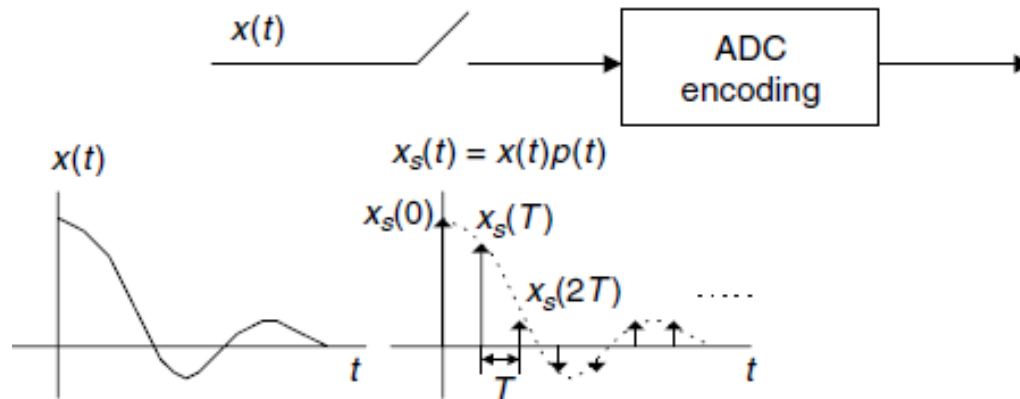 x(t)
ADC
encoding
x(t)
xₛ(t) = x(t)p(t)
xₛ(0)
xₛ(T)
xₛ(2T)
t
T
t